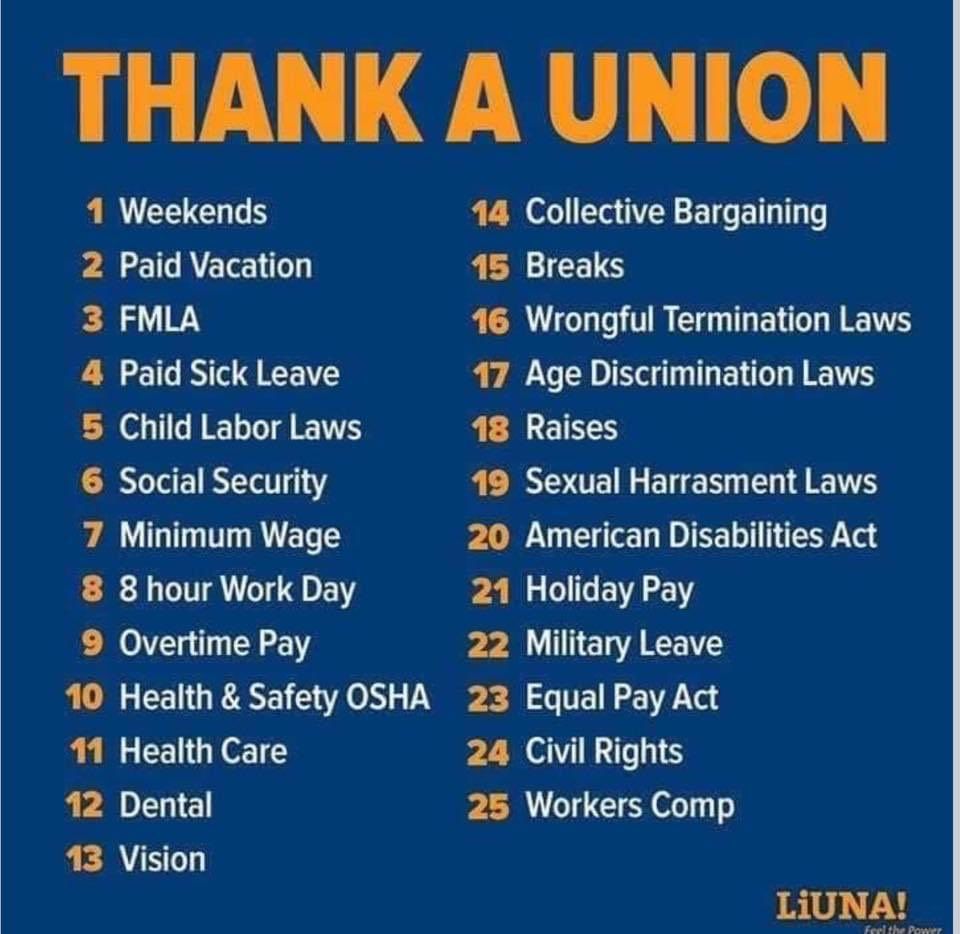 THANK A UNION
1 Weekends
2 Paid Vacation
3 FMLA
4 Paid Sick Leave
5 Child Labor Laws
6 Social Security
7 Minimum Wage
8 8 hour Work Day
9 Overtime Pay
10 Health & Safety OSHA
11 Health Care
12 Dental
13 Vision
14 Collective Bargaining
15 Breaks
16 Wrongful Termination Laws
17 Age Discrimination Laws
18 Raises
19 Sexual Harrasment Laws
20 American Disabilities Act
21 Holiday Pay
22 Military Leave
23 Equal Pay Act
24 Civil Rights
25 Workers Comp
LiUNA!
Feel the Power